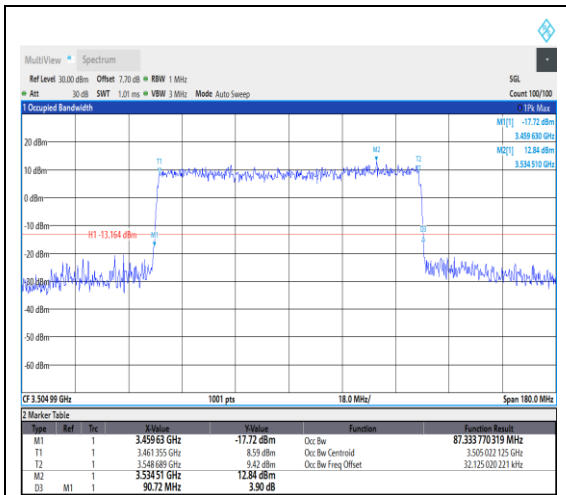 MultiView Spectrum
Ref Level 30.00 dBm Offset 7.70 dB RBW 1 MHz SGL
Att 30 dB SWT 1.01 ms VBW 3 MHz Mode Auto Sweep Count 100/100
1 Occupied Bandwidth 1Pk Max
M1[1] -17.72 dBm
3.459 630 GHz
M2[1] 12.84 dBm
3.534 510 GHz
20 dBm
T1 M2 T2
10 dBm
0 dBm
-10 dBm
H1 -13.164 dBm M1 D3
-20 dBm
-30 dBm
-40 dBm
-50 dBm
-60 dBm
CF 3.504 99 GHz 1001 pts 18.0 MHz/ Span 180.0 MHz
2 Marker Table
Type Ref Trc X-Value Y-Value Function Function Result
M1 1 3.459 63 GHz -17.72 dBm Occ Bw 87.333 770 319 MHz
T1 1 3.461 355 GHz 8.59 dBm Occ Bw Centroid 3.505 022 125 GHz
T2 1 3.548 689 GHz 9.42 dBm Occ Bw Freq Offset 32.125 020 221 kHz
M2 1 3.534 51 GHz 12.84 dBm
D3 M1 1 90.72 MHz 3.90 dB